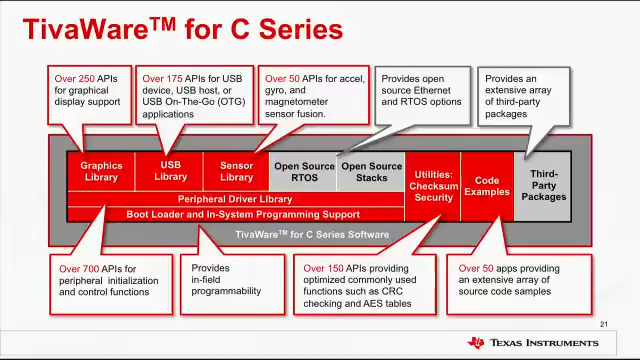 TivaWare™ for C Series
Over 250 APIs
for graphical
display support
Over 175 APIs for USB
device, USB host, or
USB On-The-Go (OTG)
applications
Over 50 APIs for accel,
gyro, and
magnetometer
sensor fusion.
Provides open
source Ethernet
and RTOS options
Provides an
extensive array
of third-party
packages
Graphics
Library
USB
Library
Sensor
Library
Open Source
RTOS
Open Source
Stacks
Utilities:
Checksum
Security
Code
Examples
Third-
Party
Packages
Peripheral Driver Library
Boot Loader and In-System Programming Support
TivaWare™ for C Series Software
Over 700 APIs for
peripheral initialization
and control functions
Provides
in-field
programmability
Over 150 APIs providing
optimized commonly used
functions such as CRC
checking and AES tables
Over 50 apps providing
an extensive array of
source code samples
21
TEXAS INSTRUMENTS